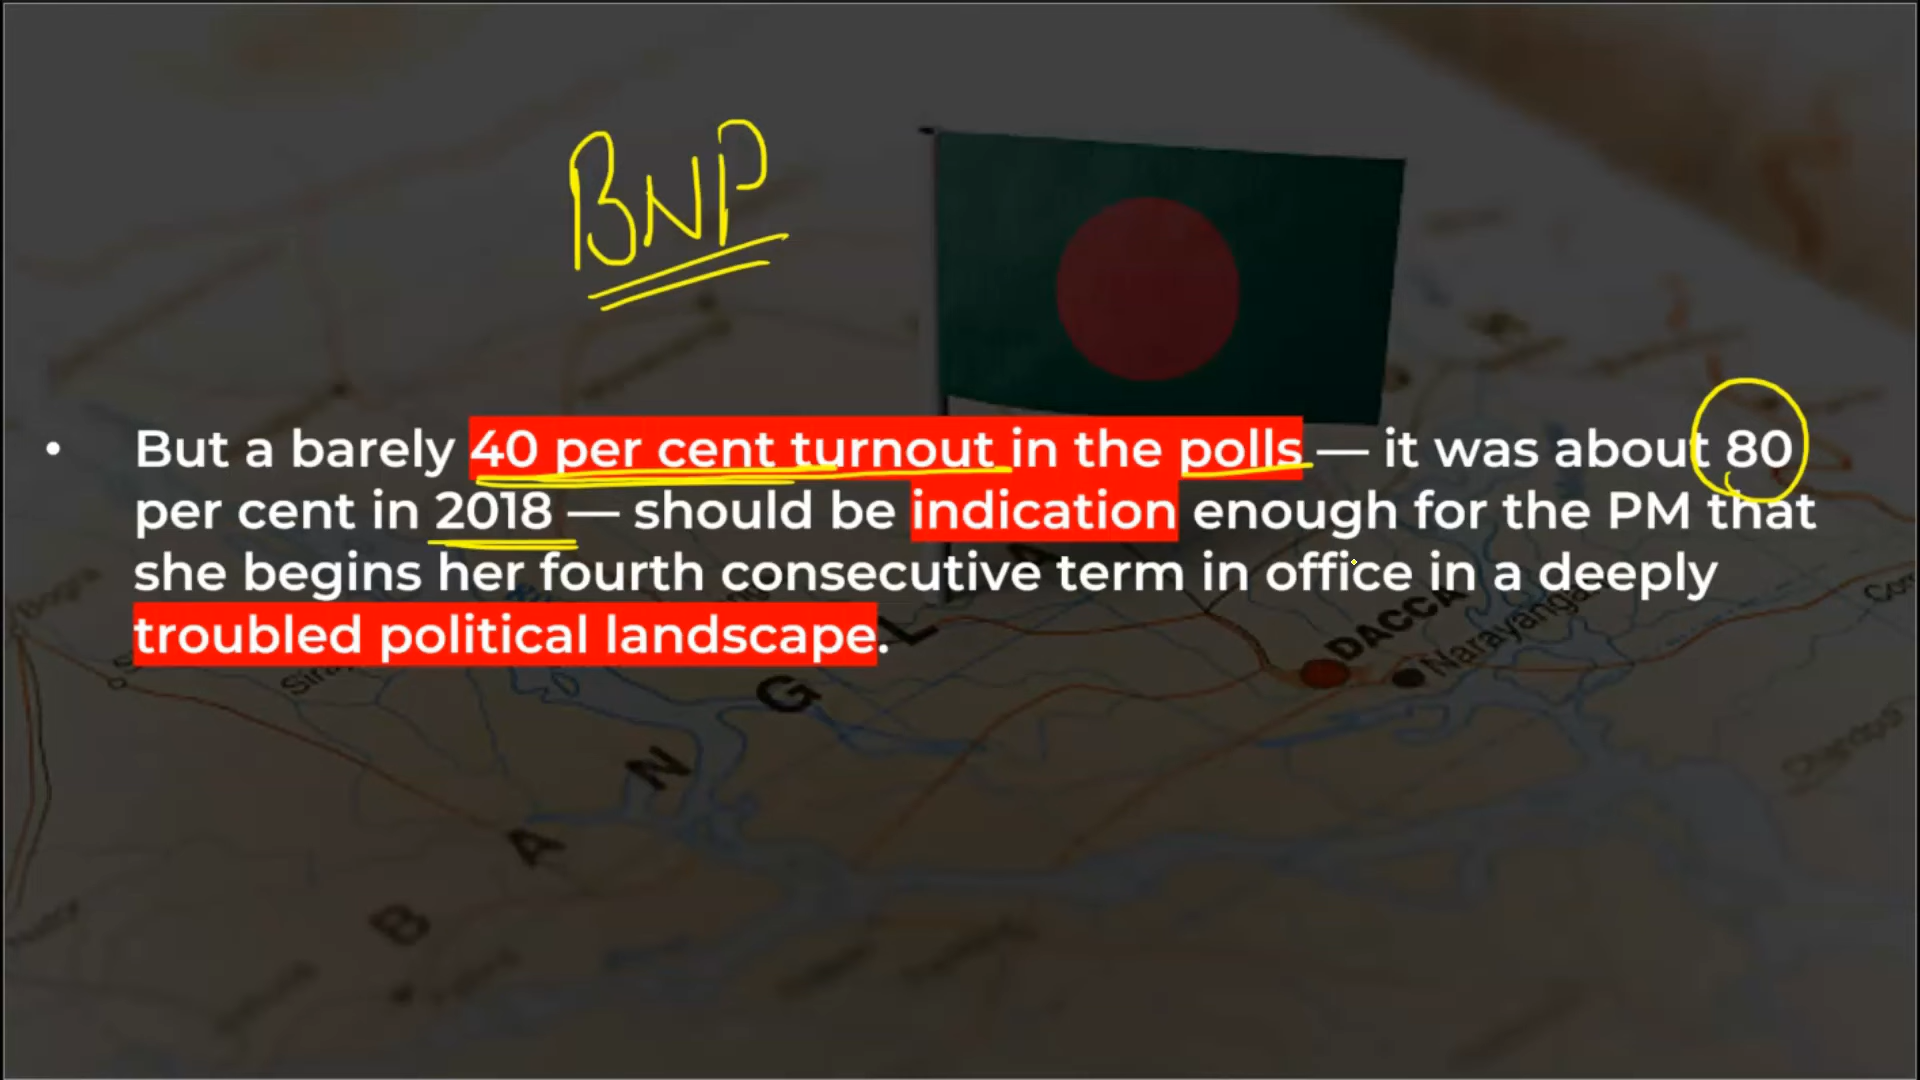 BNP
• But a barely 40 per cent turnout in the polls — it was about 80
per cent in 2018 — should be indication enough for the PM that
she begins her fourth consecutive term in office in a deeply
troubled political landscape.
DACCA
Narayanga
B A N G L A